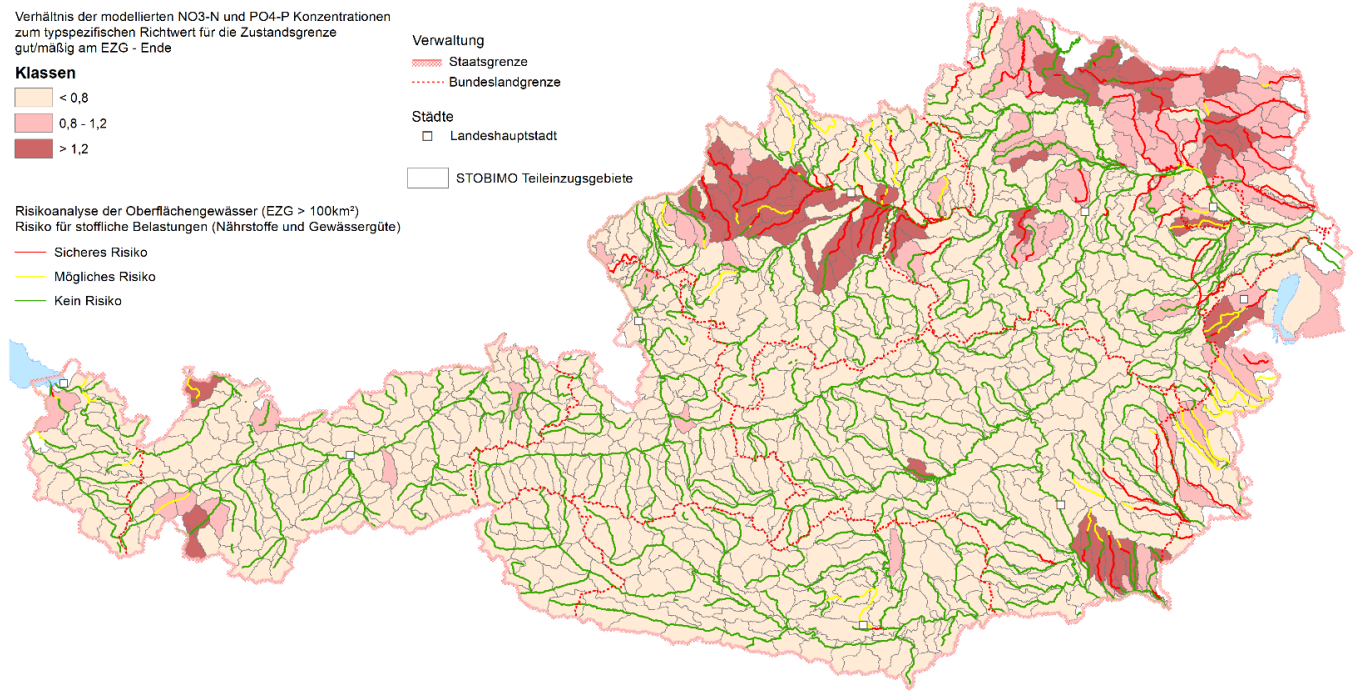 Verhältnis der modellierten NO3-N und PO4-P Konzentrationen
zum typspezifischen Richtwert für die Zustandsgrenze
gut/mäßig am EZG - Ende
Klassen
< 0,8
0,8 - 1,2
> 1,2
Risikoanalyse der Oberflächengewässer (EZG > 100km²)
Risiko für stoffliche Belastungen (Nährstoffe und Gewässergüte)
Sicheres Risiko
Mögliches Risiko
Kein Risiko
Verwaltung
Staatsgrenze
Bundeslandgrenze
Städte
Landeshauptstadt
STOBIMO Teileinzugsgebiete